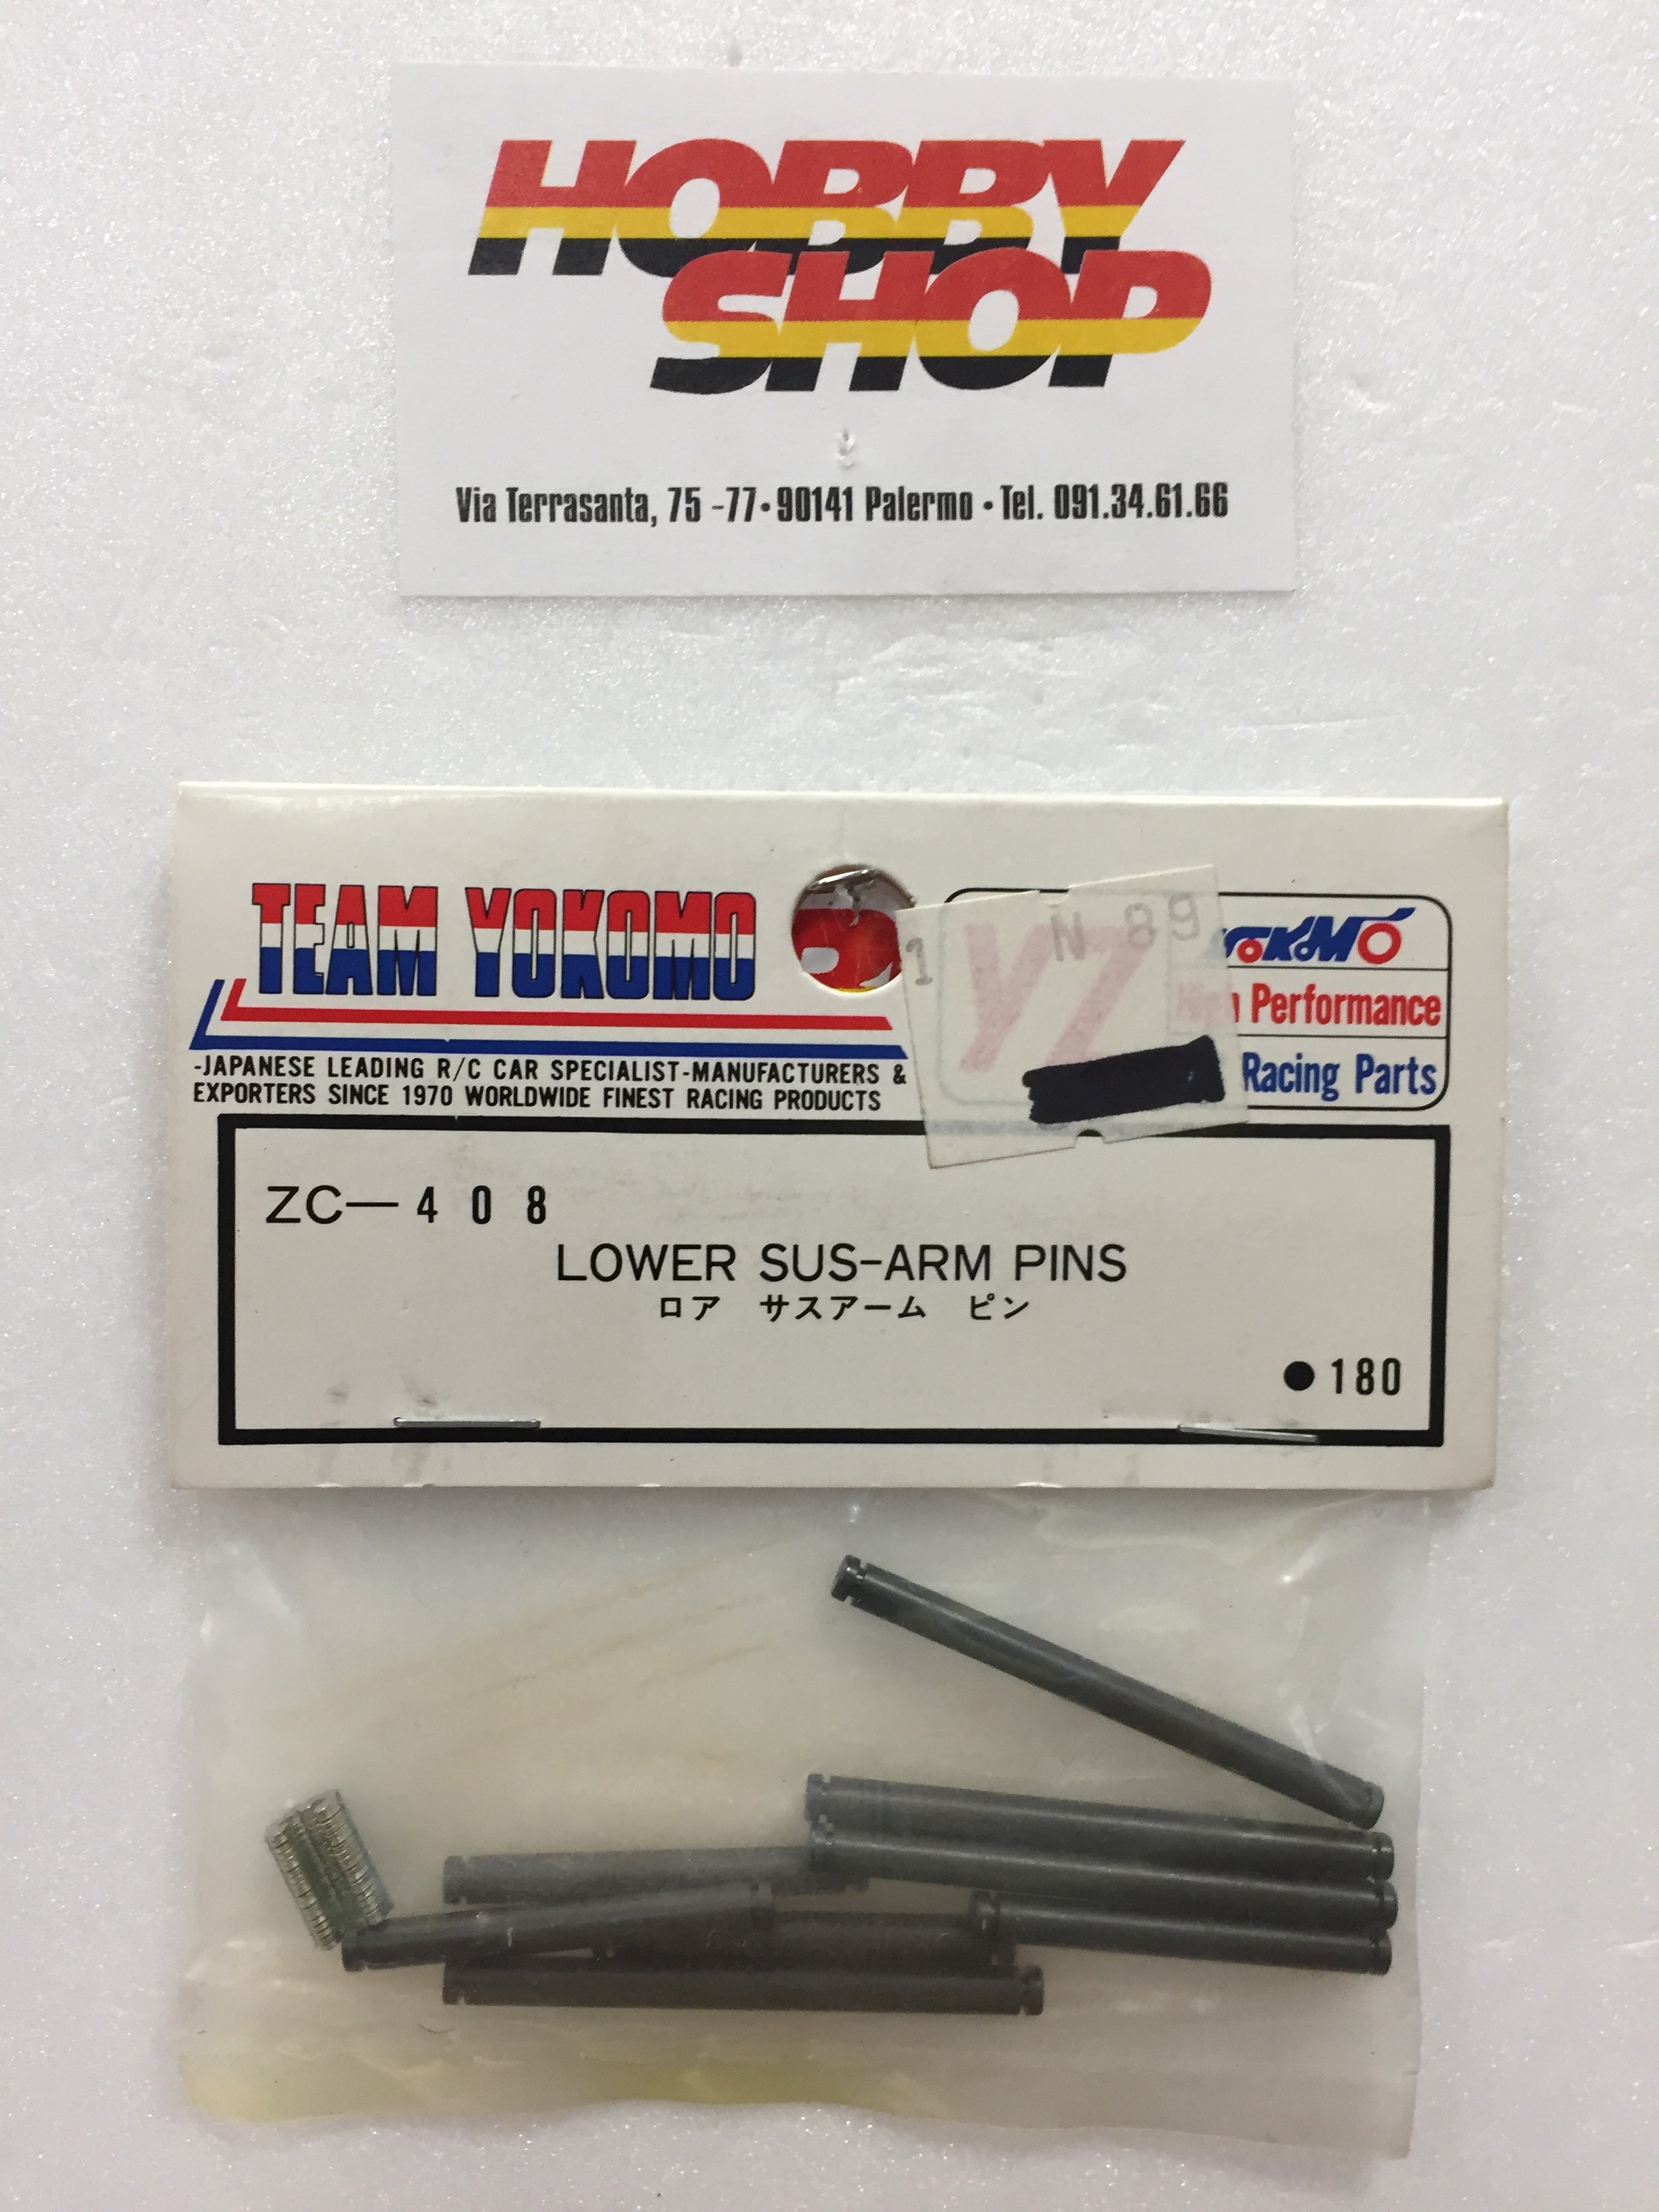 HOBBY
SHOP
Via Terrasanta, 75 -77 • 90141 Palermo • Tel. 091.34.61.66
TEAM YOKOMO
-JAPANESE LEADING R/C CAR SPECIALIST-MANUFACTURERS &
EXPORTERS SINCE 1970 WORLDWIDE FINEST RACING PRODUCTS
1 N 89
YZ
YOKOMO
High Performance
Racing Parts
ZC—408
LOWER SUS-ARM PINS
ロア サスアーム ピン
●180